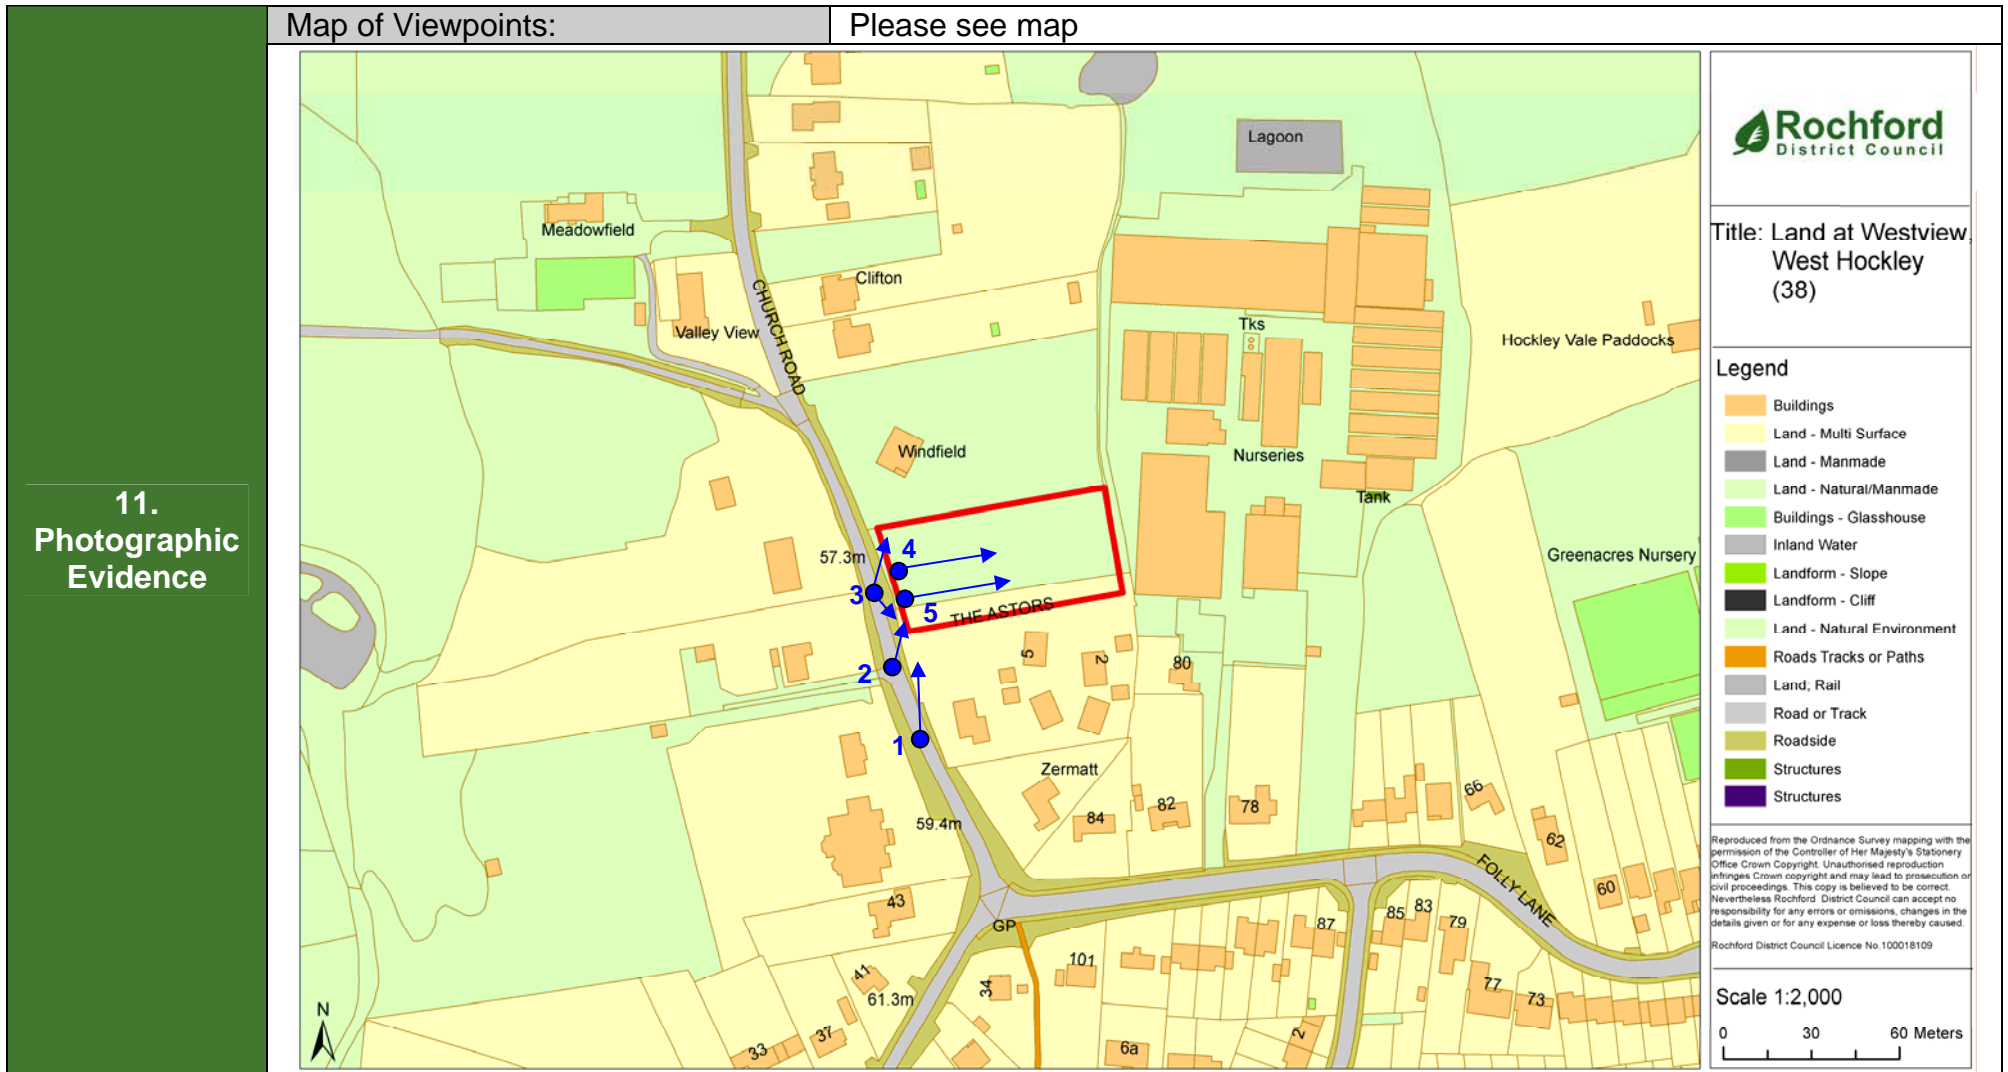 Map of Viewpoints:
Please see map
11.
Photographic
Evidence
Lagoon
Meadowfield
Clifton
CHURCH ROAD
Valley View
Tks
Hockley Vale Paddocks
Windfield
Nurseries
Tank
57.3m
4
Greenacres Nursery
3
5
THE ASTORS
5
2
80
2
1
Zermatt
59.4m
84
82
78
66
62
FOLLY LANE
60
43
GP
87
85
83
79
101
41
61.3m
34
77
73
37
33
6a
2
N
Rochford
District Council
Title: Land at Westview,
West Hockley
(38)
Legend
Buildings
Land - Multi Surface
Land - Manmade
Land - Natural/Manmade
Buildings - Glasshouse
Inland Water
Landform - Slope
Landform - Cliff
Land - Natural Environment
Roads Tracks or Paths
Land; Rail
Road or Track
Roadside
Structures
Structures
Reproduced from the Ordnance Survey mapping with the
permission of the Controller of Her Majesty's Stationery
Office Crown Copyright. Unauthorised reproduction
infringes Crown copyright and may lead to prosecution or
civil proceedings. This copy is believed to be correct.
Nevertheless Rochford District Council can accept no
responsibility for any errors or omissions, changes in the
details given or for any expense or loss thereby caused.
Rochford District Council Licence No.100018109
Scale 1:2,000
0 30 60 Meters